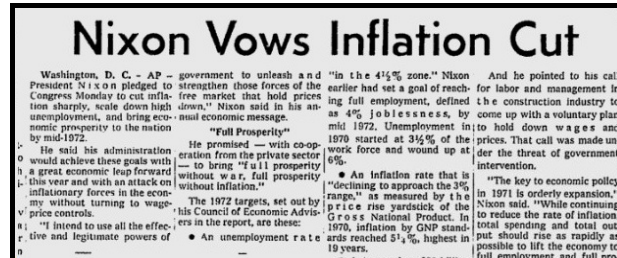 Nixon Vows Inflation Cut
Washington, D. C. - AP -
President Nixon pledged to
Congress Monday to cut infla-
tion sharply, scale down high
unemployment, and bring eco-
nomic prosperity to the nation
by mid-1972.
He said his administration
would achieve these goals with
a great economic leap forward
this year and with an attack on
inflationary forces in the econ-
my without turning to wage-
price controls.
"I intend to use all the effec-
tive and legitimate powers of
government to unleash and
strengthen those forces of the
free market that hold prices
down," Nixon said in his an-
nual economic message.
"Full Prosperity"
He promised — with co-op-
eration from the private sector
— to bring "full prosperity
without war, full prosperity
without inflation."
The 1972 targets, set out by
his Council of Economic Advis-
ers in the report, are these:
● An unemployment rate
"in the 4½% zone." Nixon
earlier had set a goal of reach-
ing full employment, defined
as 4% joblessness, by
mid 1972. Unemployment in
1970 started at 3½% of the
work force and wound up at
6%.
● An inflation rate that is
"declining to approach the 3%
range," as measured by the
price rise yardstick of the
Gross National Product. In
1970, inflation by GNP stand-
ards reached 5¼%, highest in
19 years.
And he pointed to his call
for labor and management in
the construction industry to
come up with a voluntary plan
to hold down wages and
prices. That call was made un-
der the threat of government
intervention.
"The key to economic policy
in 1971 is orderly expansion,"
Nixon said. "While continuing
to reduce the rate of inflation,
total spending and total out-
put should rise as rapidly as
possible to lift the economy to
full employment and full pro-